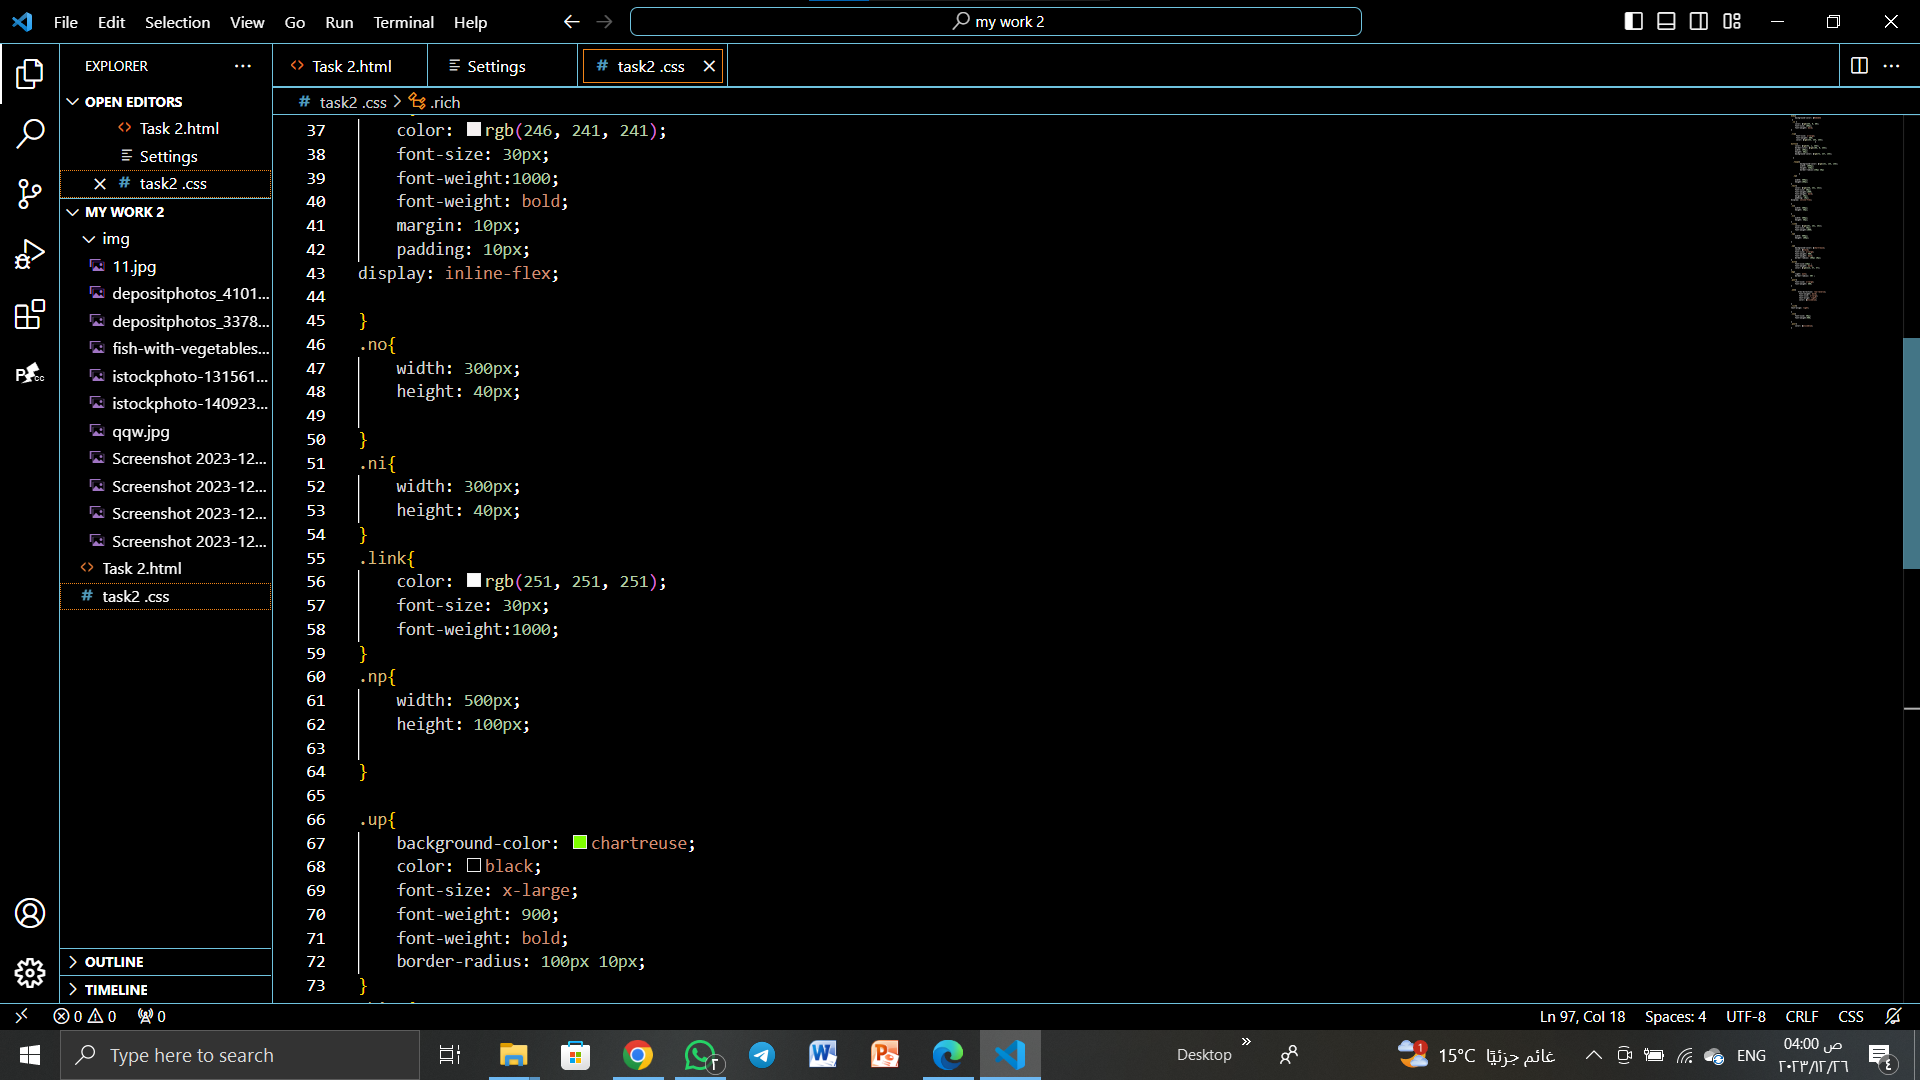 File Edit Selection View Go Run Terminal Help
my work 2
EXPLORER
OPEN EDITORS
Task 2.html
Settings
task2 .css
MY WORK 2
img
11.jpg
depositphotos_4101...
depositphotos_3378...
fish-with-vegetables...
istockphoto-131561...
istockphoto-140923...
qqw.jpg
Screenshot 2023-12...
Screenshot 2023-12...
Screenshot 2023-12...
Screenshot 2023-12...
Task 2.html
task2 .css
OUTLINE
TIMELINE
Task 2.html Settings task2 .css
task2 .css > .rich
37 color: rgb(246, 241, 241);
38 font-size: 30px;
39 font-weight:1000;
40 font-weight: bold;
41 margin: 10px;
42 padding: 10px;
43 display: inline-flex;
44
45 }
46 .no{
47 width: 300px;
48 height: 40px;
49
50 }
51 .ni{
52 width: 300px;
53 height: 40px;
54 }
55 .link{
56 color: rgb(251, 251, 251);
57 font-size: 30px;
58 font-weight:1000;
59 }
60 .np{
61 width: 500px;
62 height: 100px;
63
64 }
65
66 .up{
67 background-color: chartreuse;
68 color: black;
69 font-size: x-large;
70 font-weight: 900;
71 font-weight: bold;
72 border-radius: 100px 10px;
73 }
0 0 0 Ln 97, Col 18 Spaces: 4 UTF-8 CRLF CSS
Type here to search
Desktop
15°C غائم جزئيًا
ENG
04:00 ص
٢٠٢٣/١٢/٢٦